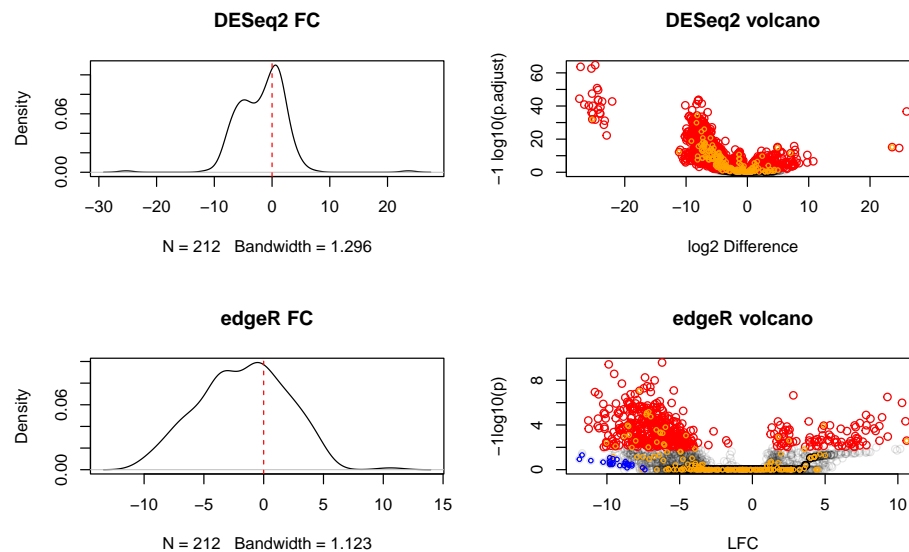 DESeq2 FC
Density
0.00
0.06
-30
-20
-10
0
10
20
N = 212 Bandwidth = 1.296
DESeq2 volcano
-1 log10(p.adjust)
0
20
40
60
-20
-10
0
10
20
log2 Difference
edgeR FC
Density
0.00
0.06
-10
-5
0
5
10
15
N = 212 Bandwidth = 1.123
edgeR volcano
-1log10(p)
0
4
8
-10
-5
0
5
10
LFC